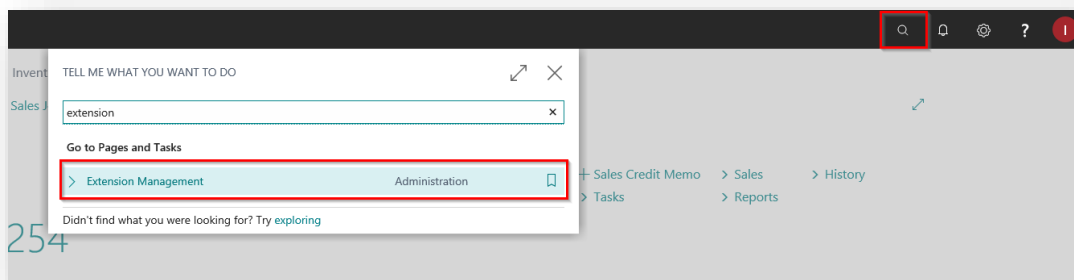 ?
I
Invent
TELL ME WHAT YOU WANT TO DO
Sales J
extension
Go to Pages and Tasks
Extension Management Administration
+ Sales Credit Memo > Sales > History
> Tasks > Reports
Didn't find what you were looking for? Try exploring
254